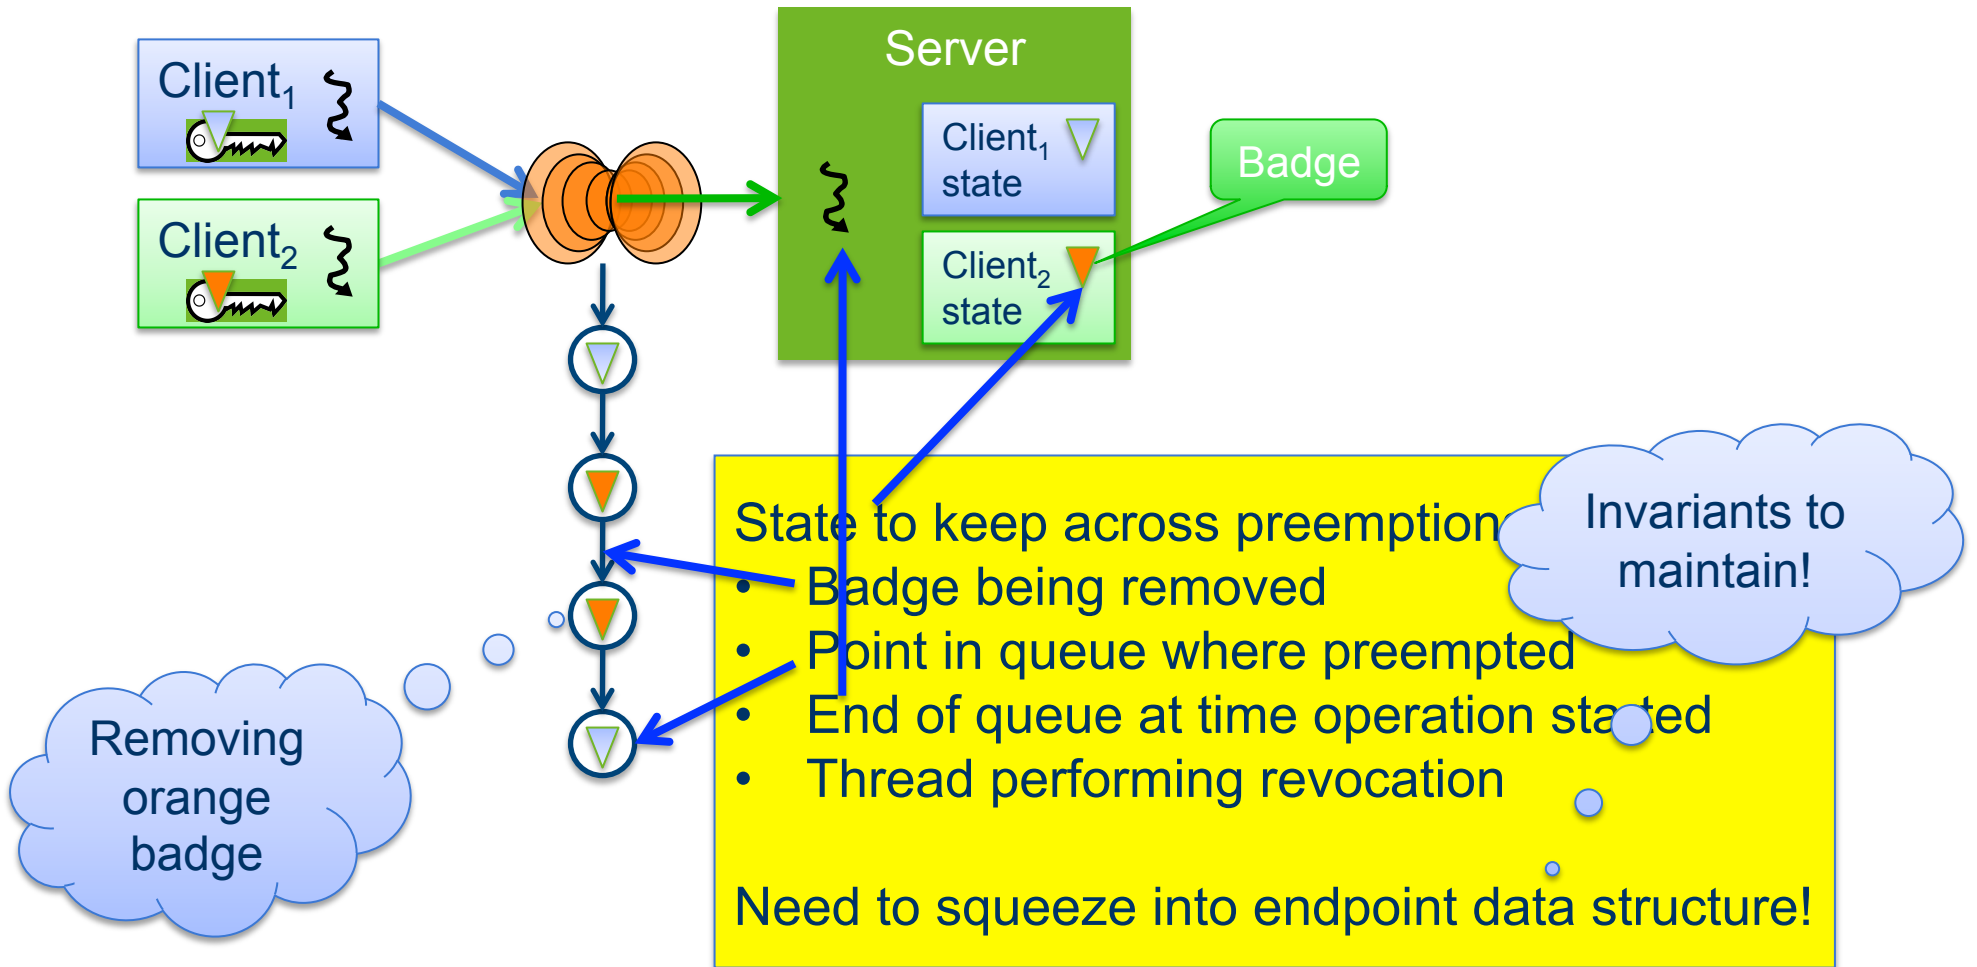 Server
Client₁
Client₂
Client₁
state
Client₂
state
Badge
State to keep across preemptions
• Badge being removed
• Point in queue where preempted
• End of queue at time operation started
• Thread performing revocation
Need to squeeze into endpoint data structure!
Invariants to
maintain!
Removing
orange
badge